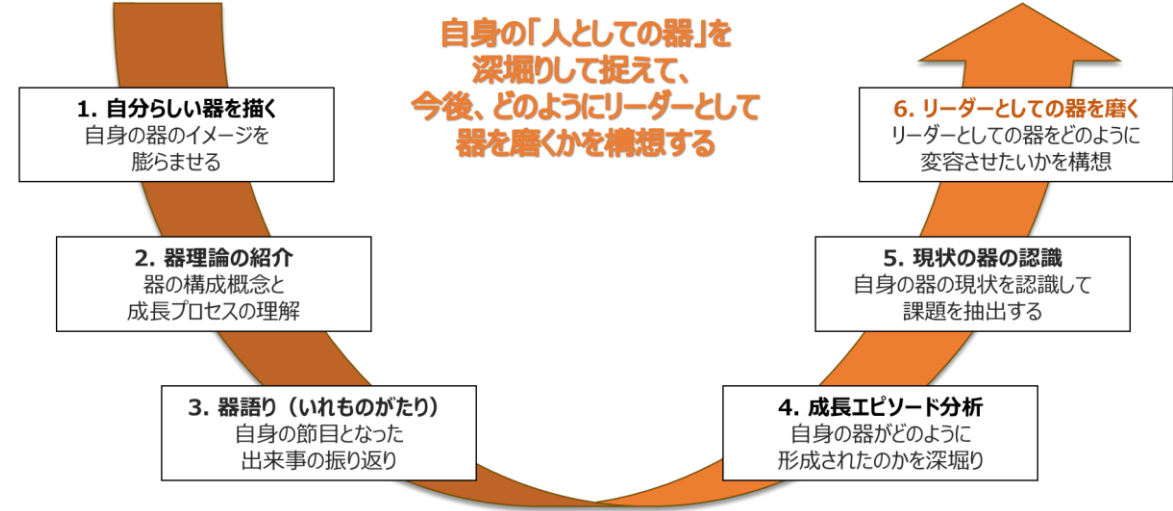 自身の「人としての器」を
深堀りして捉えて、
今後、どのようにリーダーとして
器を磨くかを構想する
1. 自分らしい器を描く
自身の器のイメージを
膨らませる
2. 器理論の紹介
器の構成概念と
成長プロセスの理解
3. 器語り（いれものがたり）
自身の節目となった
出来事の振り返り
4. 成長エピソード分析
自身の器がどのように
形成されたのかを深堀り
5. 現状の器の認識
自身の器の現状を認識して
課題を抽出する
6. リーダーとしての器を磨く
リーダーとしての器をどのように
変容させたいかを構想